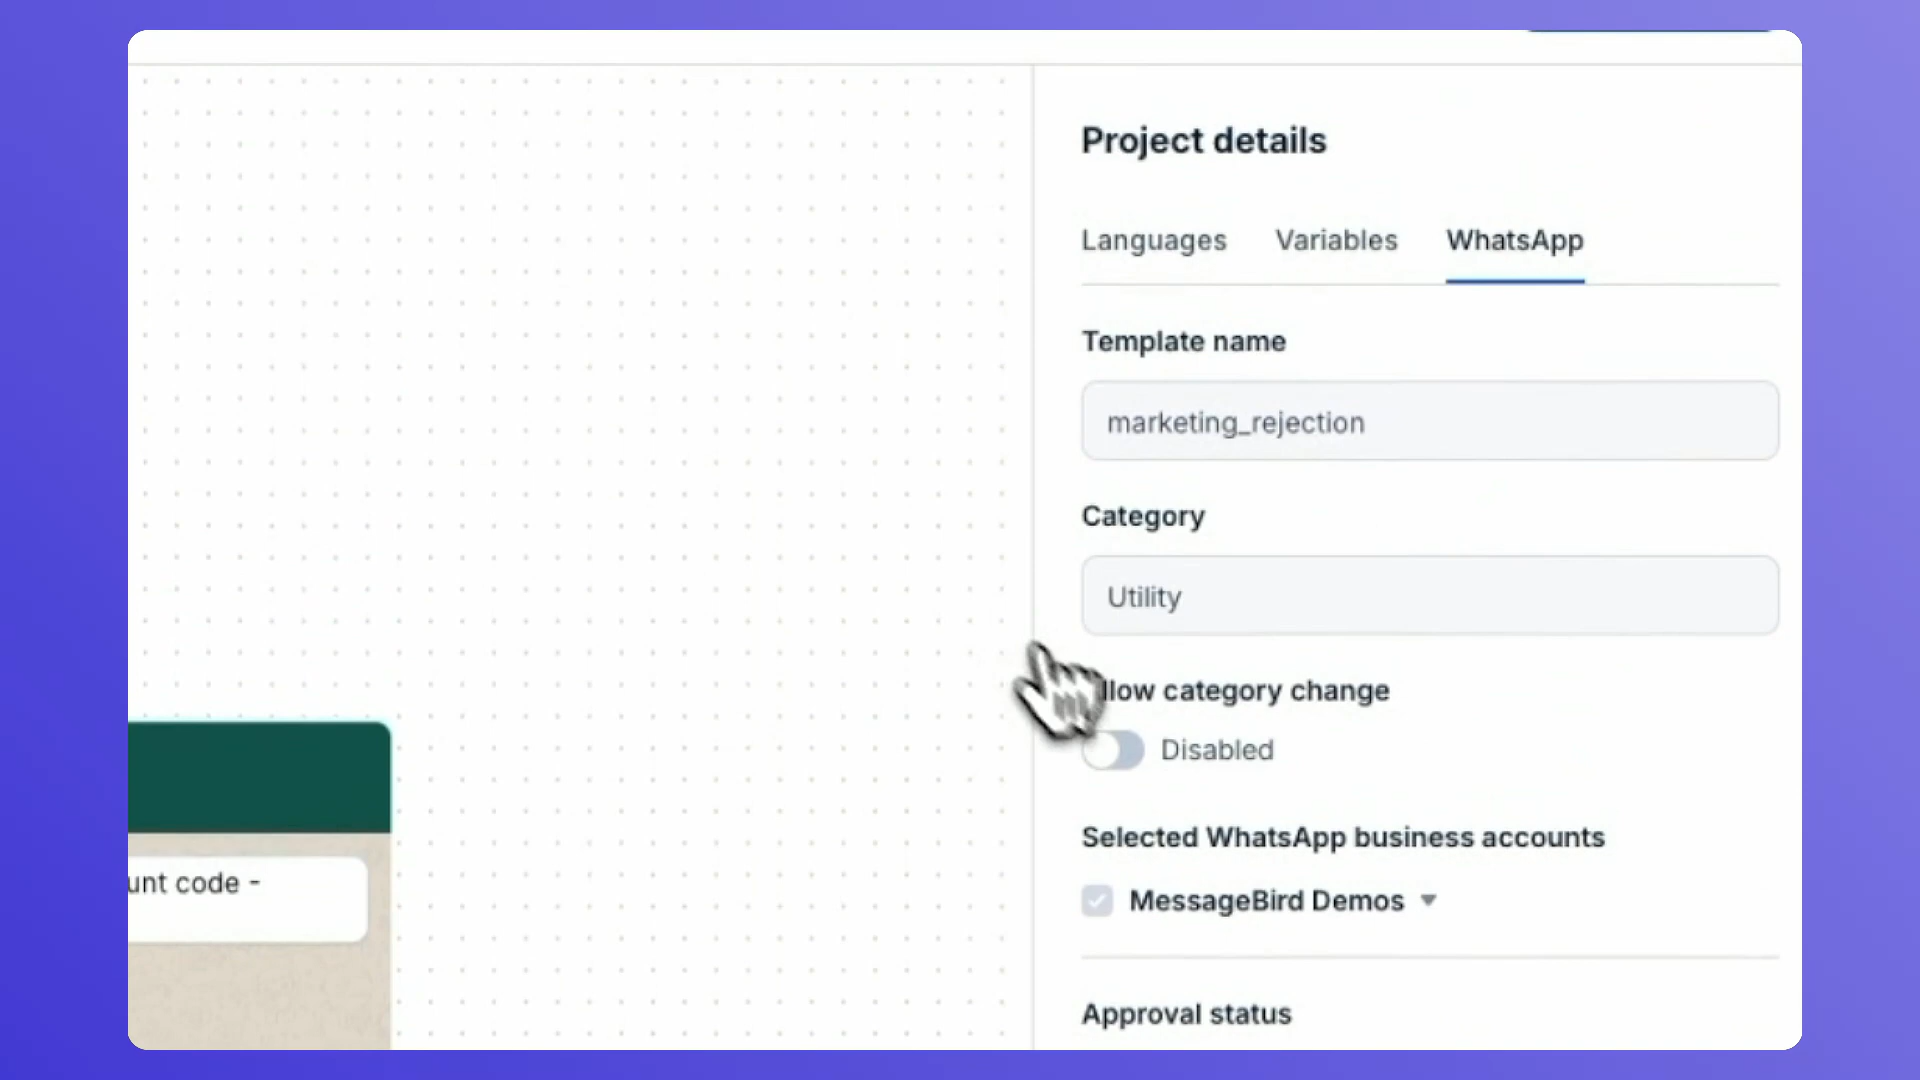 Project details
Languages Variables WhatsApp
Template name
marketing_rejection
Category
Utility
llow category change
Disabled
Selected WhatsApp business accounts
MessageBird Demos
Approval status
unt code -